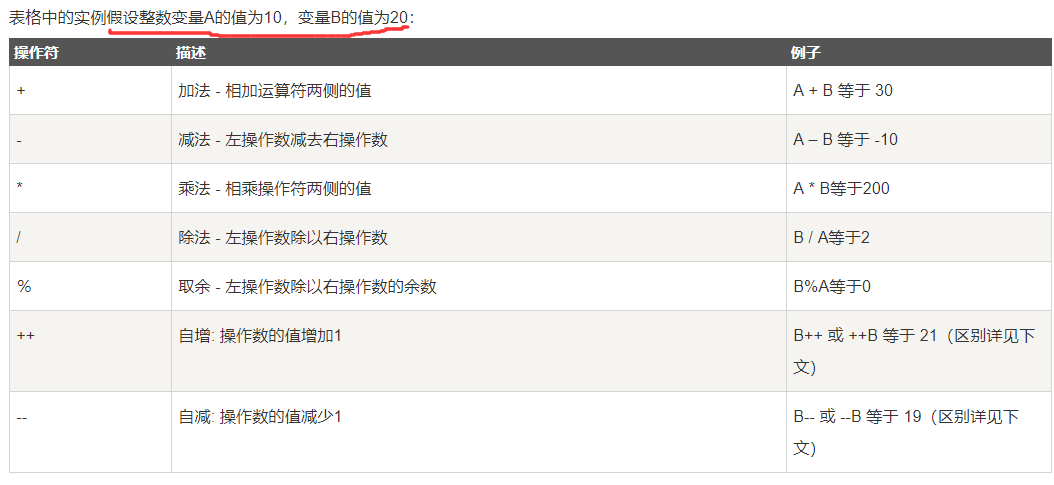 表格中的实例假设整数变量A的值为10，变量B的值为20：
操作符 描述 例子
+ 加法 - 相加运算符两侧的值 A + B 等于 30
- 减法 - 左操作数减去右操作数 A – B 等于 -10
* 乘法 - 相乘操作符两侧的值 A * B等于200
/ 除法 - 左操作数除以右操作数 B / A等于2
% 取余 - 左操作数除以右操作数的余数 B%A等于0
++ 自增: 操作数的值增加1 B++ 或 ++B 等于 21（区别详见下
文）
-- 自减: 操作数的值减少1 B-- 或 --B 等于 19（区别详见下
文）